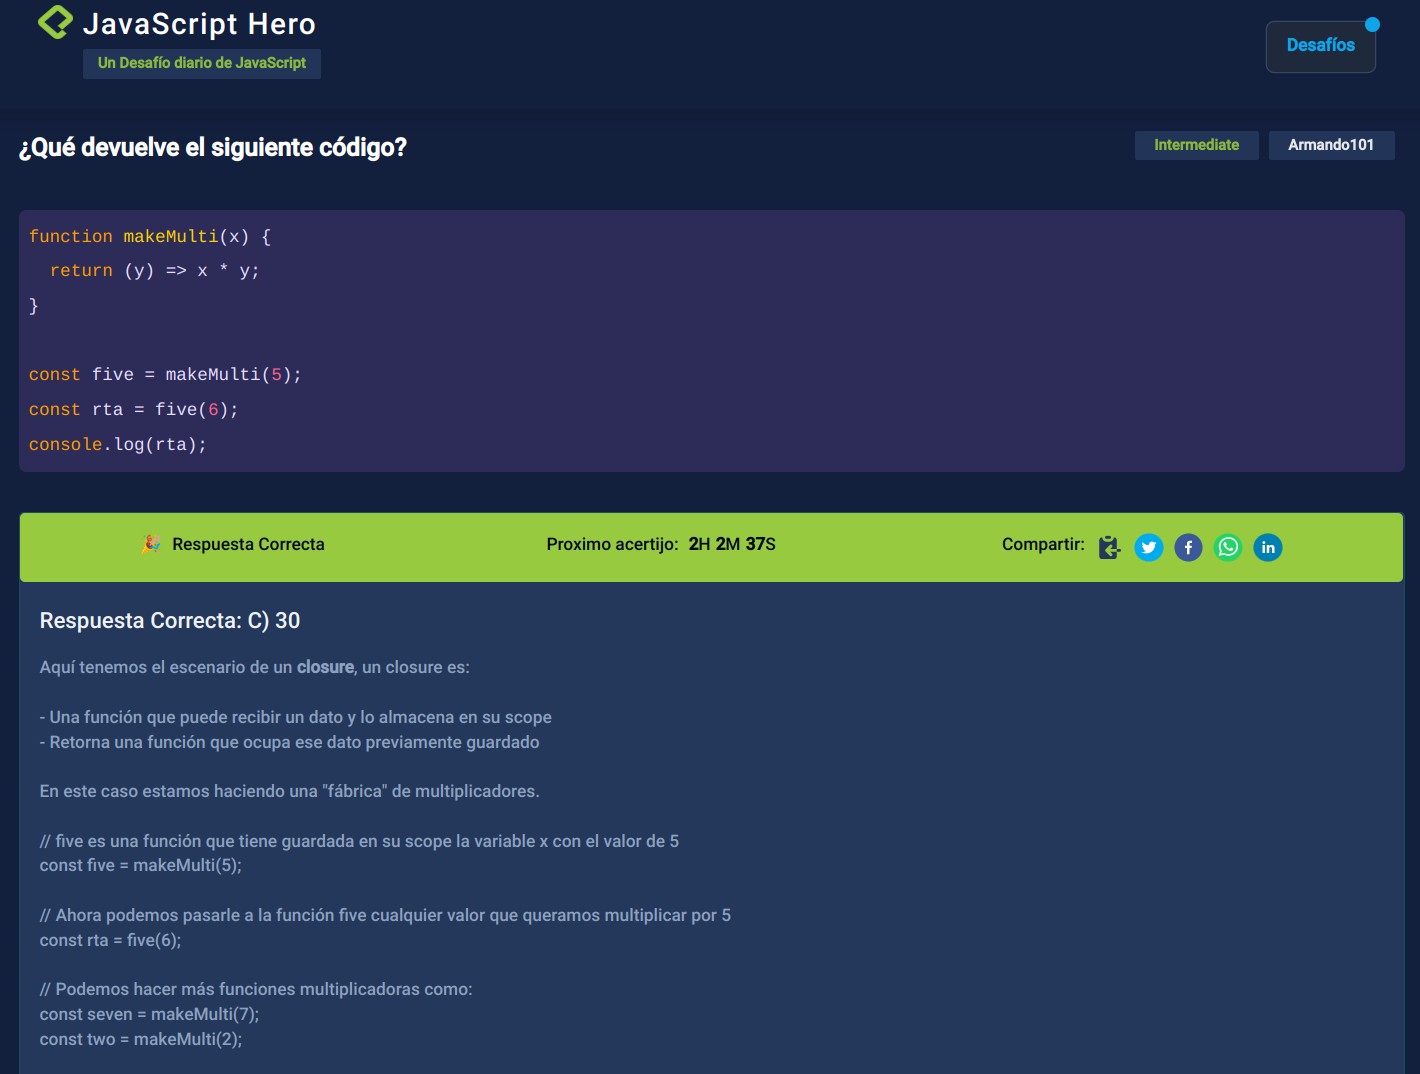 JavaScript Hero
Un Desafío diario de JavaScript
Desafíos
¿Qué devuelve el siguiente código?
Intermediate
Armando101
function makeMulti(x) {
  return (y) => x * y;
}
const five = makeMulti(5);
const rta = five(6);
console.log(rta);
Respuesta Correcta
Proximo acertijo: 2H 2M 37S
Compartir:
Respuesta Correcta: C) 30
Aquí tenemos el escenario de un closure, un closure es:
- Una función que puede recibir un dato y lo almacena en su scope
- Retorna una función que ocupa ese dato previamente guardado
En este caso estamos haciendo una "fábrica" de multiplicadores.
// five es una función que tiene guardada en su scope la variable x con el valor de 5
const five = makeMulti(5);
// Ahora podemos pasarle a la función five cualquier valor que queramos multiplicar por 5
const rta = five(6);
// Podemos hacer más funciones multiplicadoras como:
const seven = makeMulti(7);
const two = makeMulti(2);